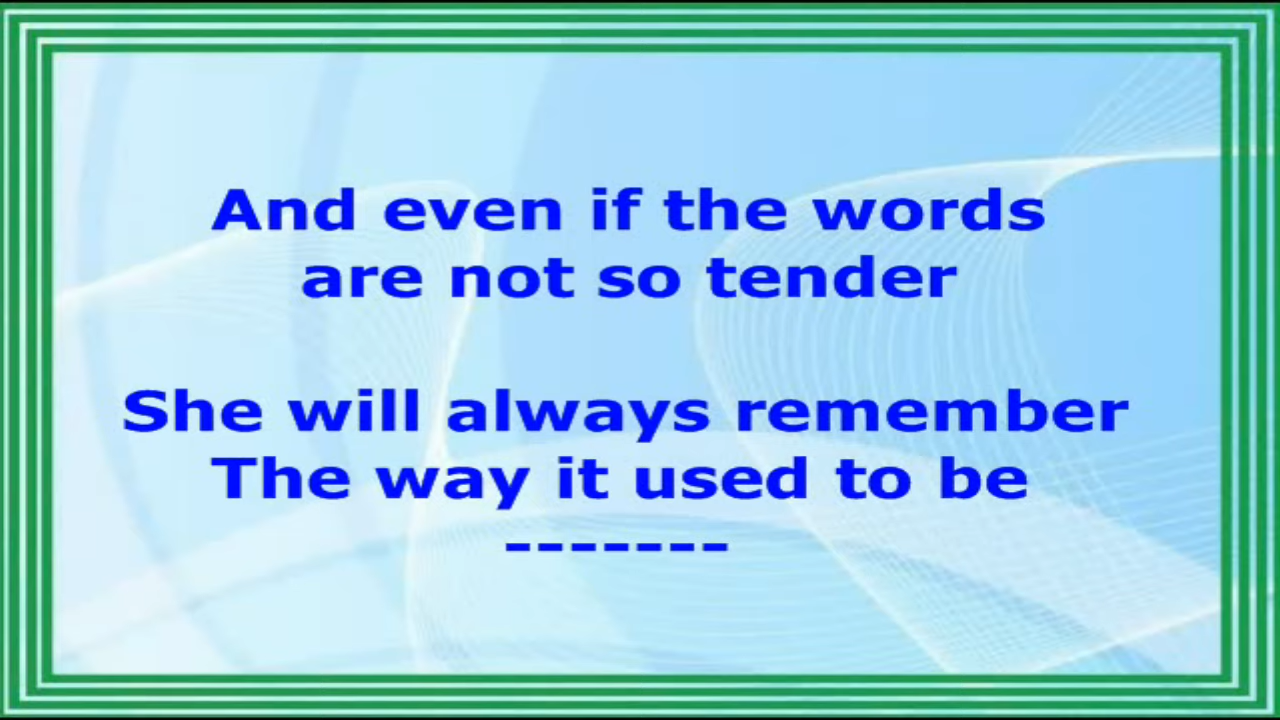 And even if the words
are not so tender
She will always remember
The way it used to be
-------